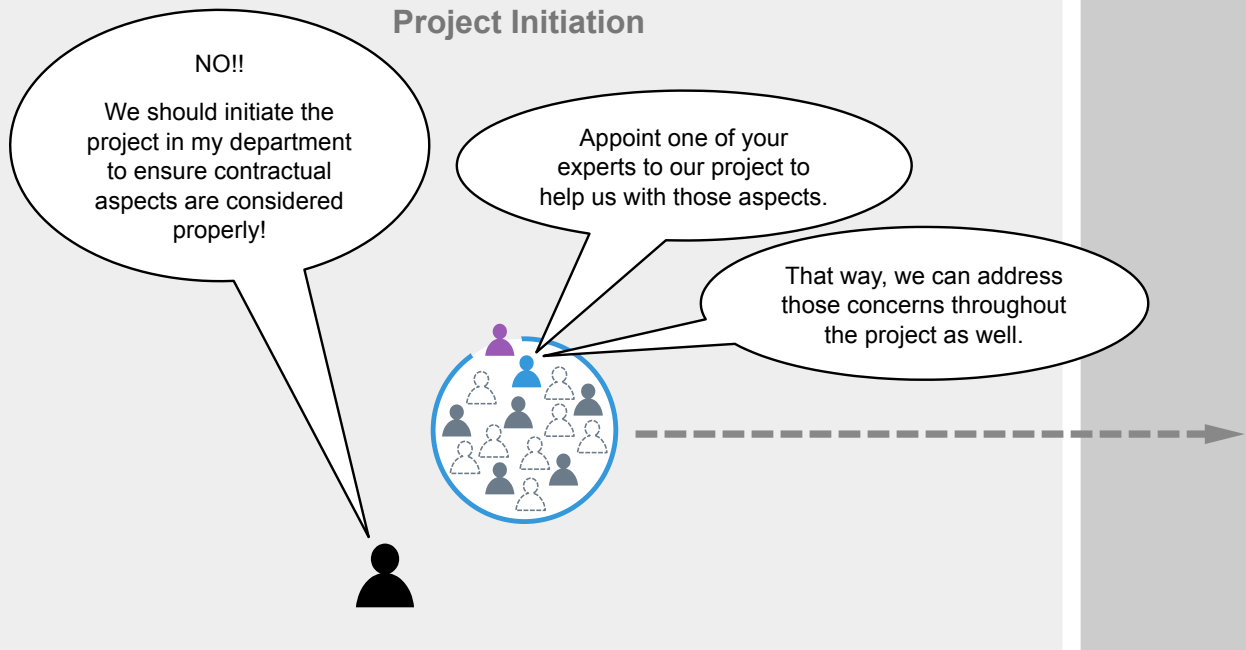 Project Initiation
NO!!
We should initiate the
project in my department
to ensure contractual
aspects are considered
properly!
Appoint one of your
experts to our project to
help us with those aspects.
That way, we can address
those concerns throughout
the project as well.